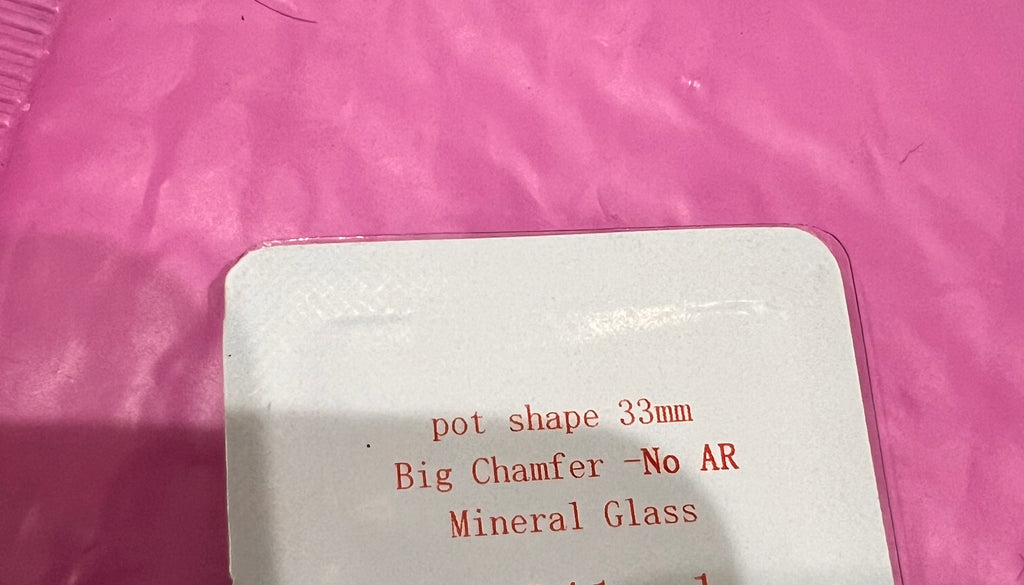 pot shape 33mm
Big Chamfer -No AR
Mineral Glass